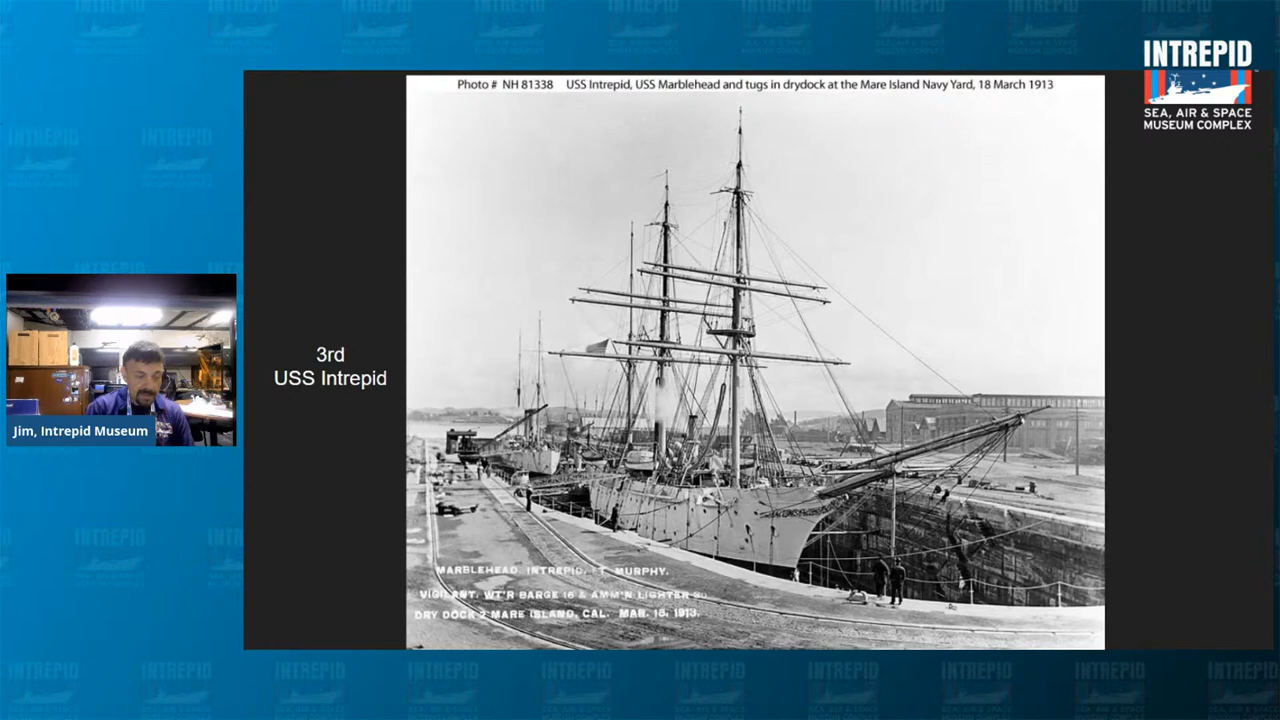 Photo # NH 81338 USS Intrepid, USS Marblehead and tugs in drydock at the Mare Island Navy Yard, 18 March 1913
INTREPID
SEA, AIR & SPACE
MUSEUM COMPLEX
3rd
USS Intrepid
Jim, Intrepid Museum
MARBLEHEAD. INTREPID. MURPHY.
VIGILANT. WT'R BARGE 16 & AMM'N LIGHTER
DRY DOCK 2 MARE ISLAND, CAL. MAR. 18, 1913.